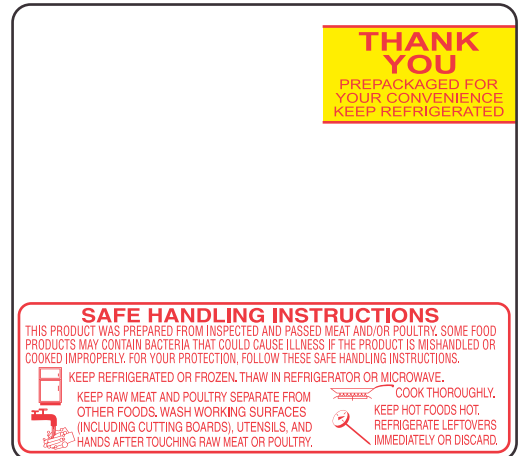 THANK
YOU
PREPACKAGED FOR
YOUR CONVENIENCE
KEEP REFRIGERATED
SAFE HANDLING INSTRUCTIONS
THIS PRODUCT WAS PREPARED FROM INSPECTED AND PASSED MEAT AND/OR POULTRY. SOME FOOD
PRODUCTS MAY CONTAIN BACTERIA THAT COULD CAUSE ILLNESS IF THE PRODUCT IS MISHANDLED OR
COOKED IMPROPERLY. FOR YOUR PROTECTION, FOLLOW THESE SAFE HANDLING INSTRUCTIONS.
KEEP REFRIGERATED OR FROZEN. THAW IN REFRIGERATOR OR MICROWAVE.
KEEP RAW MEAT AND POULTRY SEPARATE FROM
OTHER FOODS. WASH WORKING SURFACES
(INCLUDING CUTTING BOARDS), UTENSILS, AND
HANDS AFTER TOUCHING RAW MEAT OR POULTRY.
COOK THOROUGHLY.
KEEP HOT FOODS HOT.
REFRIGERATE LEFTOVERS
IMMEDIATELY OR DISCARD.